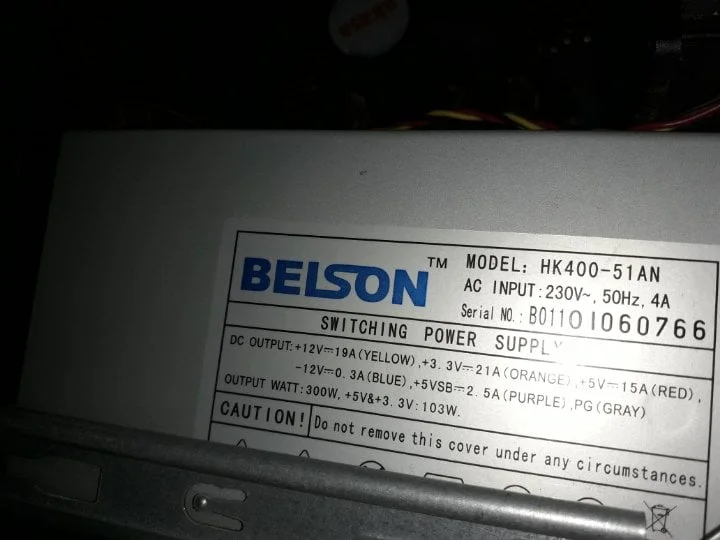 akasa
BELSON™
MODEL: HK400-51AN
AC INPUT:230V~, 50Hz, 4A
Serial NO.: B01101060766
SWITCHING POWER SUPPLY
DC OUTPUT:+12V⎓19A(YELLOW),+3.3V⎓21A(ORANGE),+5V⎓15A(RED),
-12V⎓0.3A(BLUE),+5VSB⎓2.5A(PURPLE),PG(GRAY)
OUTPUT WATT:300W, +5V&+3.3V:103W.
CAUTION! Do not remove this cover under any circumstances.